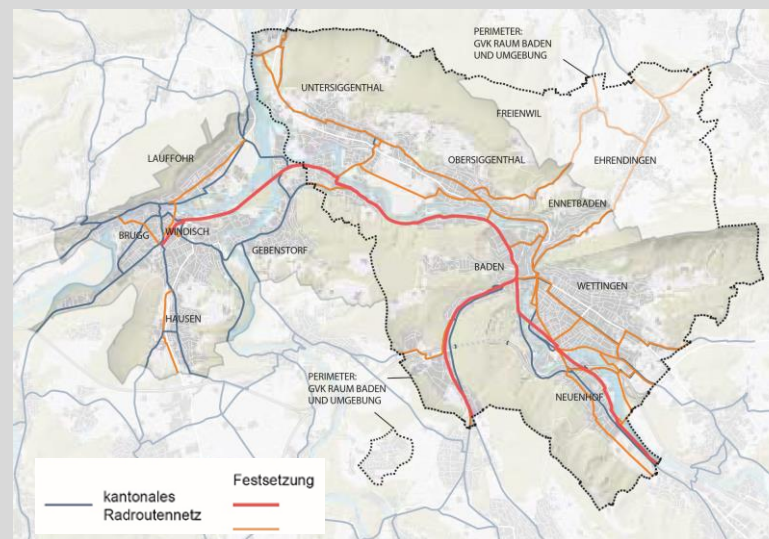 PERIMETER:
GVK RAUM BADEN
UND UMGEBUNG
UNTERSIGGENTHAL
FREIENWIL
LAUFFOHR
OBERSIGGENTHAL
EHRENDINGEN
ENNETBADEN
BRUGG
WINDISCH
GEBENSTORF
BADEN
WETTINGEN
HAUSEN
PERIMETER:
GVK RAUM BADEN
UND UMGEBUNG
NEUENHOF
kantonales
Radroutennetz
Festsetzung